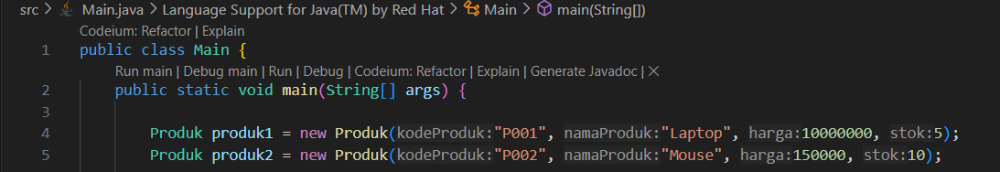 src > Main.java > Language Support for Java(TM) by Red Hat > Main > main(String[])
Codeium: Refactor | Explain
1 public class Main {
Run main | Debug main | Run | Debug | Codeium: Refactor | Explain | Generate Javadoc | ×
2 public static void main(String[] args) {
3
4 Produk produk1 = new Produk(kodeProduk:"P001", namaProduk:"Laptop", harga:10000000, stok:5);
5 Produk produk2 = new Produk(kodeProduk:"P002", namaProduk:"Mouse", harga:150000, stok:10);